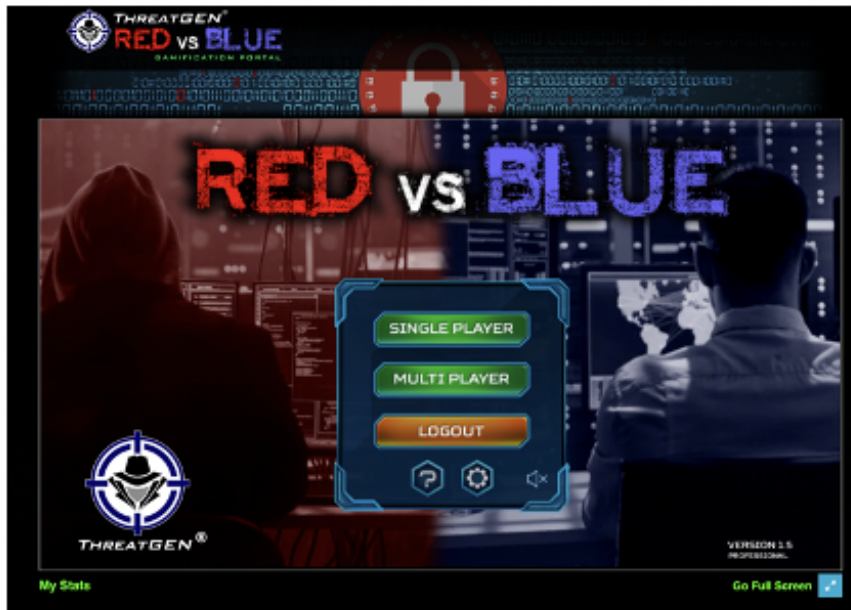 THREATGEN®
RED VS BLUE
GAMIFICATION PORTAL
RED VS BLUE
SINGLE PLAYER
MULTI PLAYER
LOGOUT
?
THREATGEN®
VERSION 1.5
PROFESSIONAL
My Stats
Go Full Screen